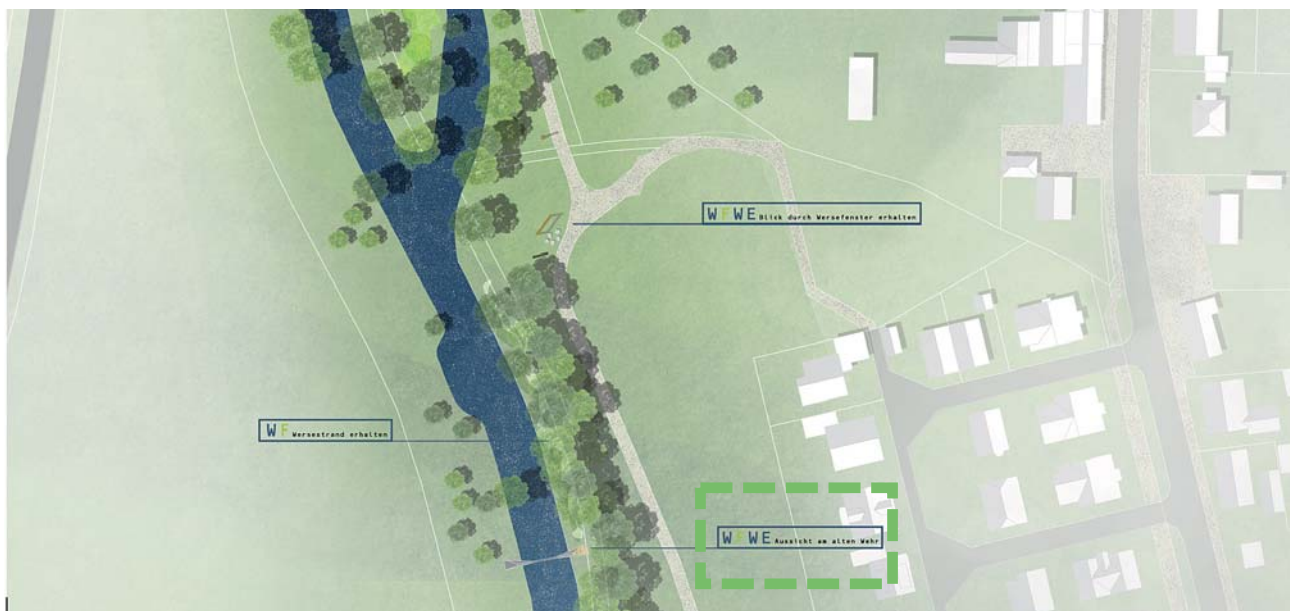 WFWE Blick durch Wersefenster erhalten
WF Wersestrand erhalten
WFWE Aussicht am alten Wehr